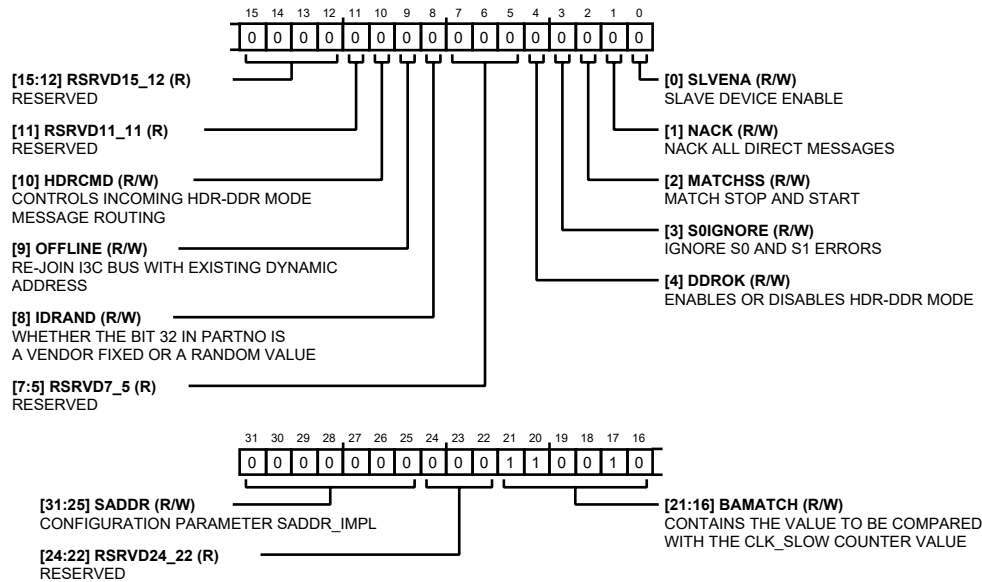 15 14 13 12 11 10 9 8 7 6 5 4 3 2 1 0
0 0 0 0 0 0 0 0 0 0 0 0 0 0 0 0
[15:12] RSRVD15_12 (R)
RESERVED
[11] RSRVD11_11 (R)
RESERVED
[10] HDRCMD (R/W)
CONTROLS INCOMING HDR-DDR MODE
MESSAGE ROUTING
[9] OFFLINE (R/W)
RE-JOIN I3C BUS WITH EXISTING DYNAMIC
ADDRESS
[8] IDRAND (R/W)
WHETHER THE BIT 32 IN PARTNO IS
A VENDOR FIXED OR A RANDOM VALUE
[7:5] RSRVD7_5 (R)
RESERVED
[0] SLVENA (R/W)
SLAVE DEVICE ENABLE
[1] NACK (R/W)
NACK ALL DIRECT MESSAGES
[2] MATCHSS (R/W)
MATCH STOP AND START
[3] S0IGNORE (R/W)
IGNORE S0 AND S1 ERRORS
[4] DDROK (R/W)
ENABLES OR DISABLES HDR-DDR MODE
31 30 29 28 27 26 25 24 23 22 21 20 19 18 17 16
0 0 0 0 0 0 0 0 0 0 1 1 0 0 1 0
[31:25] SADDR (R/W)
CONFIGURATION PARAMETER SADDR_IMPL
[24:22] RSRVD24_22 (R)
RESERVED
[21:16] BAMATCH (R/W)
CONTAINS THE VALUE TO BE COMPARED
WITH THE CLK_SLOW COUNTER VALUE